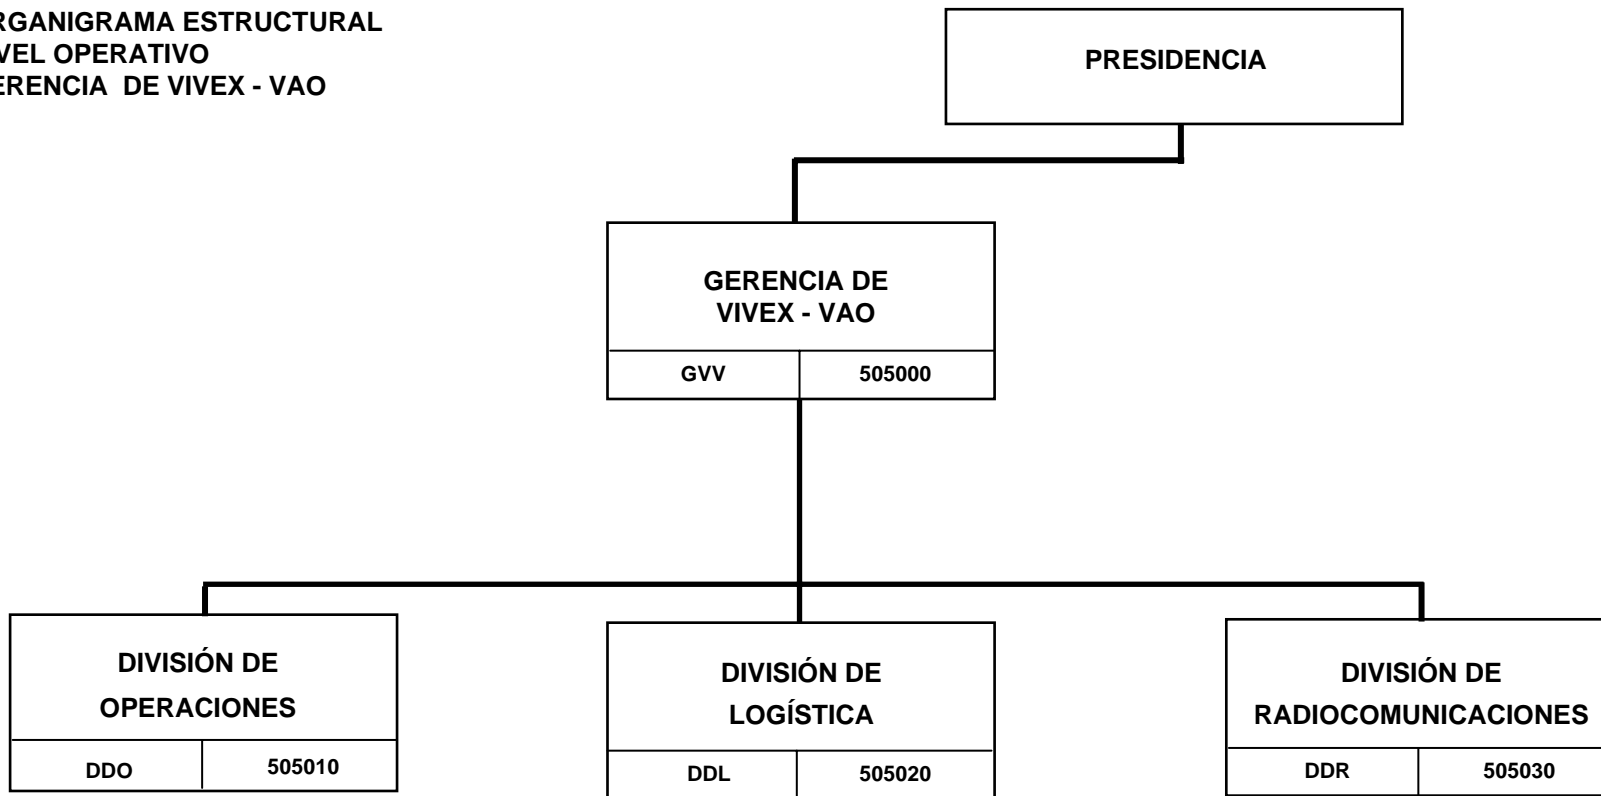 RGANIGRAMA ESTRUCTURAL
VEL OPERATIVO
ERENCIA DE VIVEX - VAO
PRESIDENCIA
GERENCIA DE
VIVEX - VAO
GVV 505000
DIVISIÓN DE
OPERACIONES
DDO 505010
DIVISIÓN DE
LOGÍSTICA
DDL 505020
DIVISIÓN DE
RADIOCOMUNICACIONES
DDR 505030